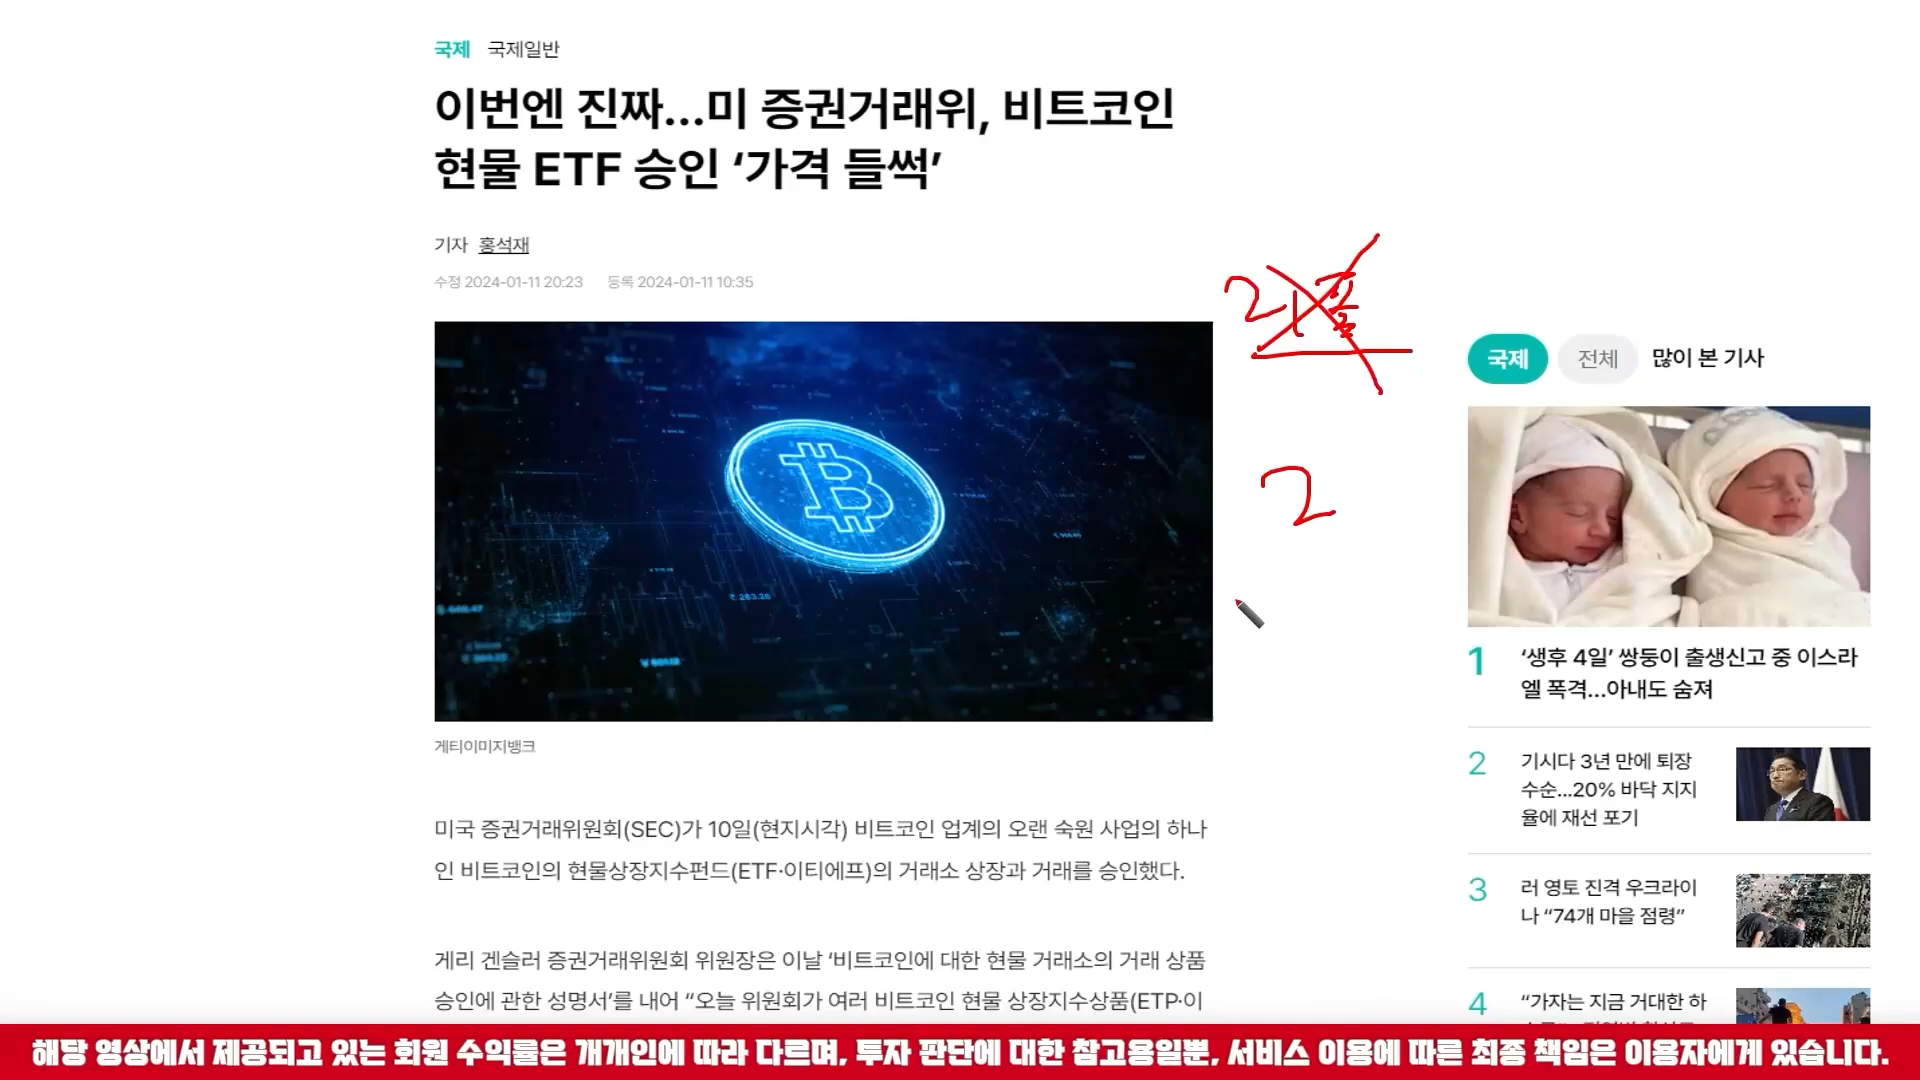 국제 국제일반
이번엔 진짜...미 증권거래위, 비트코인
현물 ETF 승인 ‘가격 들썩’
기자 홍석재
수정 2024-01-11 20:23 등록 2024-01-11 10:35
게티이미지뱅크
미국 증권거래위원회(SEC)가 10일(현지시각) 비트코인 업계의 오랜 숙원 사업의 하나
인 비트코인의 현물상장지수펀드(ETF·이티에프)의 거래소 상장과 거래를 승인했다.
게리 겐슬러 증권거래위원회 위원장은 이날 ‘비트코인에 대한 현물 거래소의 거래 상품
승인에 관한 성명서’를 내어 “오늘 위원회가 여러 비트코인 현물 상장지수상품(ETP·이
2
국제 전체 많이 본 기사
1 ‘생후 4일’ 쌍둥이 출생신고 중 이스라
엘 폭격...아내도 숨져
2 기시다 3년 만에 퇴장
수순...20% 바닥 지지
율에 재선 포기
3 러 영토 진격 우크라이
나 “74개 마을 점령”
4 “가자는 지금 거대한 하
해당 영상에서 제공되고 있는 회원 수익률은 개개인에 따라 다르며, 투자 판단에 대한 참고용일뿐, 서비스 이용에 따른 최종 책임은 이용자에게 있습니다.